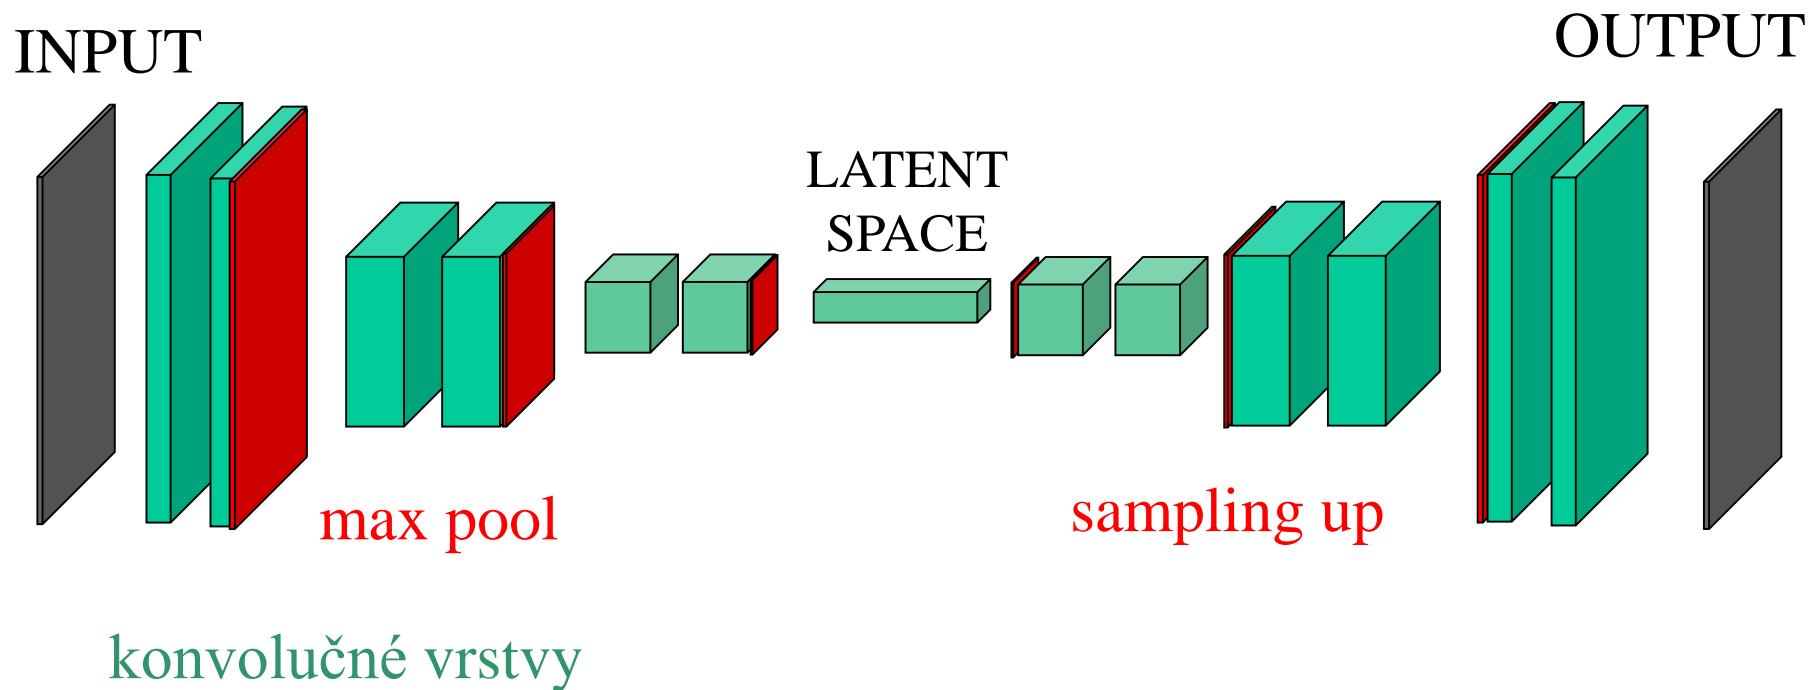 INPUT
OUTPUT
LATENT
SPACE
max pool
sampling up
konvolučné vrstvy